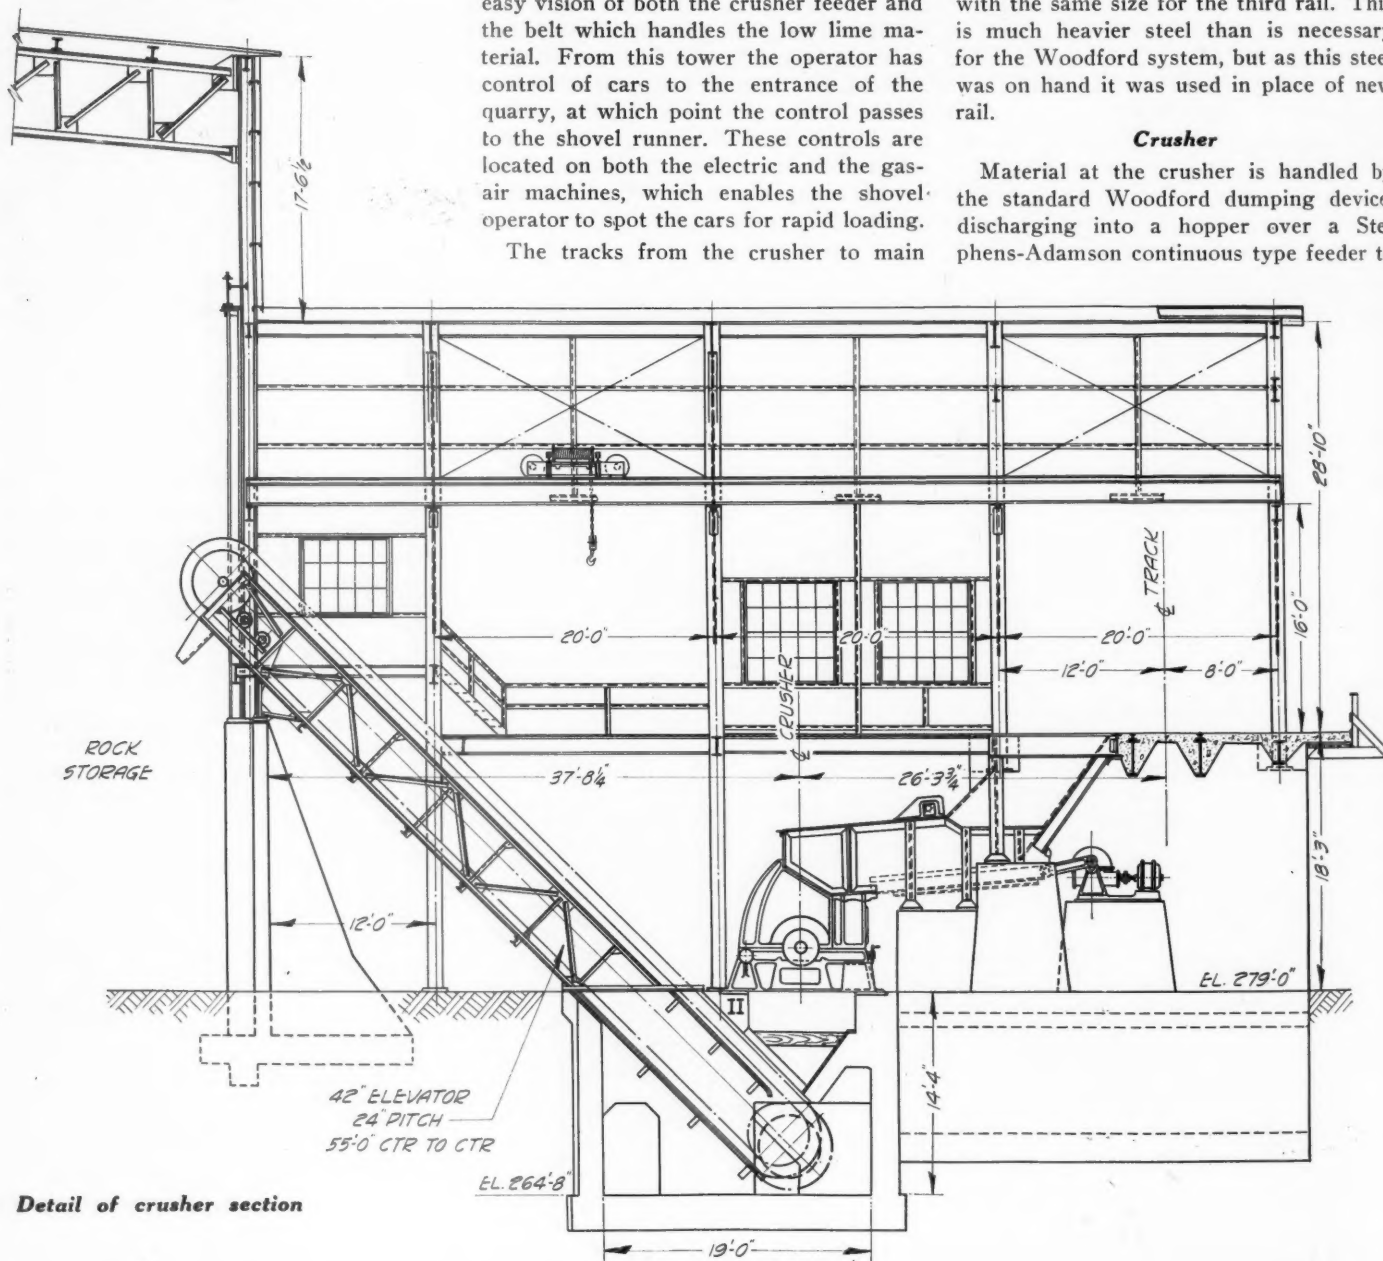 easy vision of both the crusher feeder and
the belt which handles the low lime ma-
terial. From this tower the operator has
control of cars to the entrance of the
quarry, at which point the control passes
to the shovel runner. These controls are
located on both the electric and the gas-
air machines, which enables the shovel
operator to spot the cars for rapid loading.
The tracks from the crusher to main
with the same size for the third rail.
is much heavier steel than is necessary
for the Woodford system, but as this steel
was on hand it was used in place of new
rail.
Crusher
Material at the crusher is handled by
the standard Woodford dumping device
discharging into a hopper over a Ste
phens-Adamson continuous type feeder t
17'-6½"
28'-10"
℄ TRACK
16'-0"
20'-0"
20'-0"
20'-0"
12'-0"
8'-0"
℄ CRUSHER
ROCK
STORAGE
37'-8¼"
26'-3¾"
18'-3"
12'-0"
EL. 279'-0"
II
14'-4"
42" ELEVATOR
24" PITCH
55'-0" CTR TO CTR
EL. 264'-8"
Detail of crusher section
19'-0"